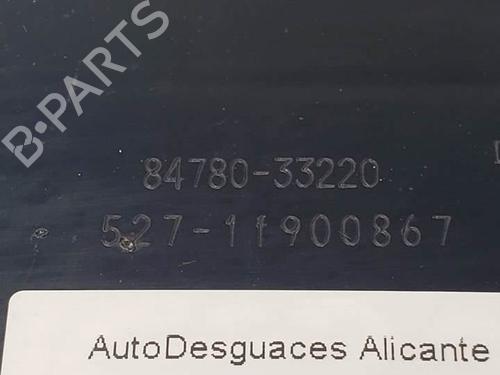 B-PARTS
84780-33220
527-11900867
AutoDesguaces Alicante